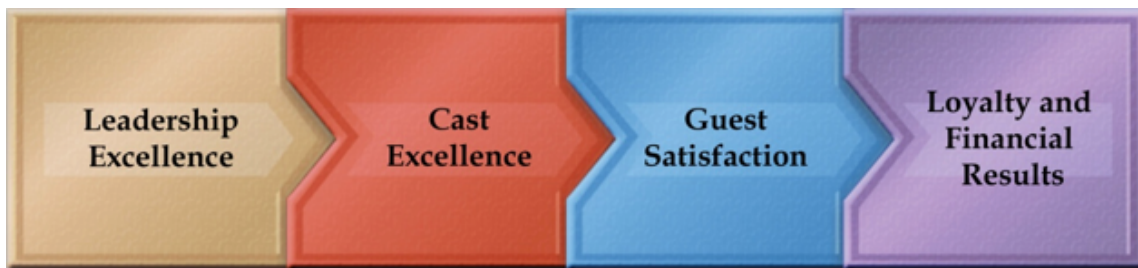 Leadership
Excellence
Cast
Excellence
Guest
Satisfaction
Loyalty and
Financial
Results